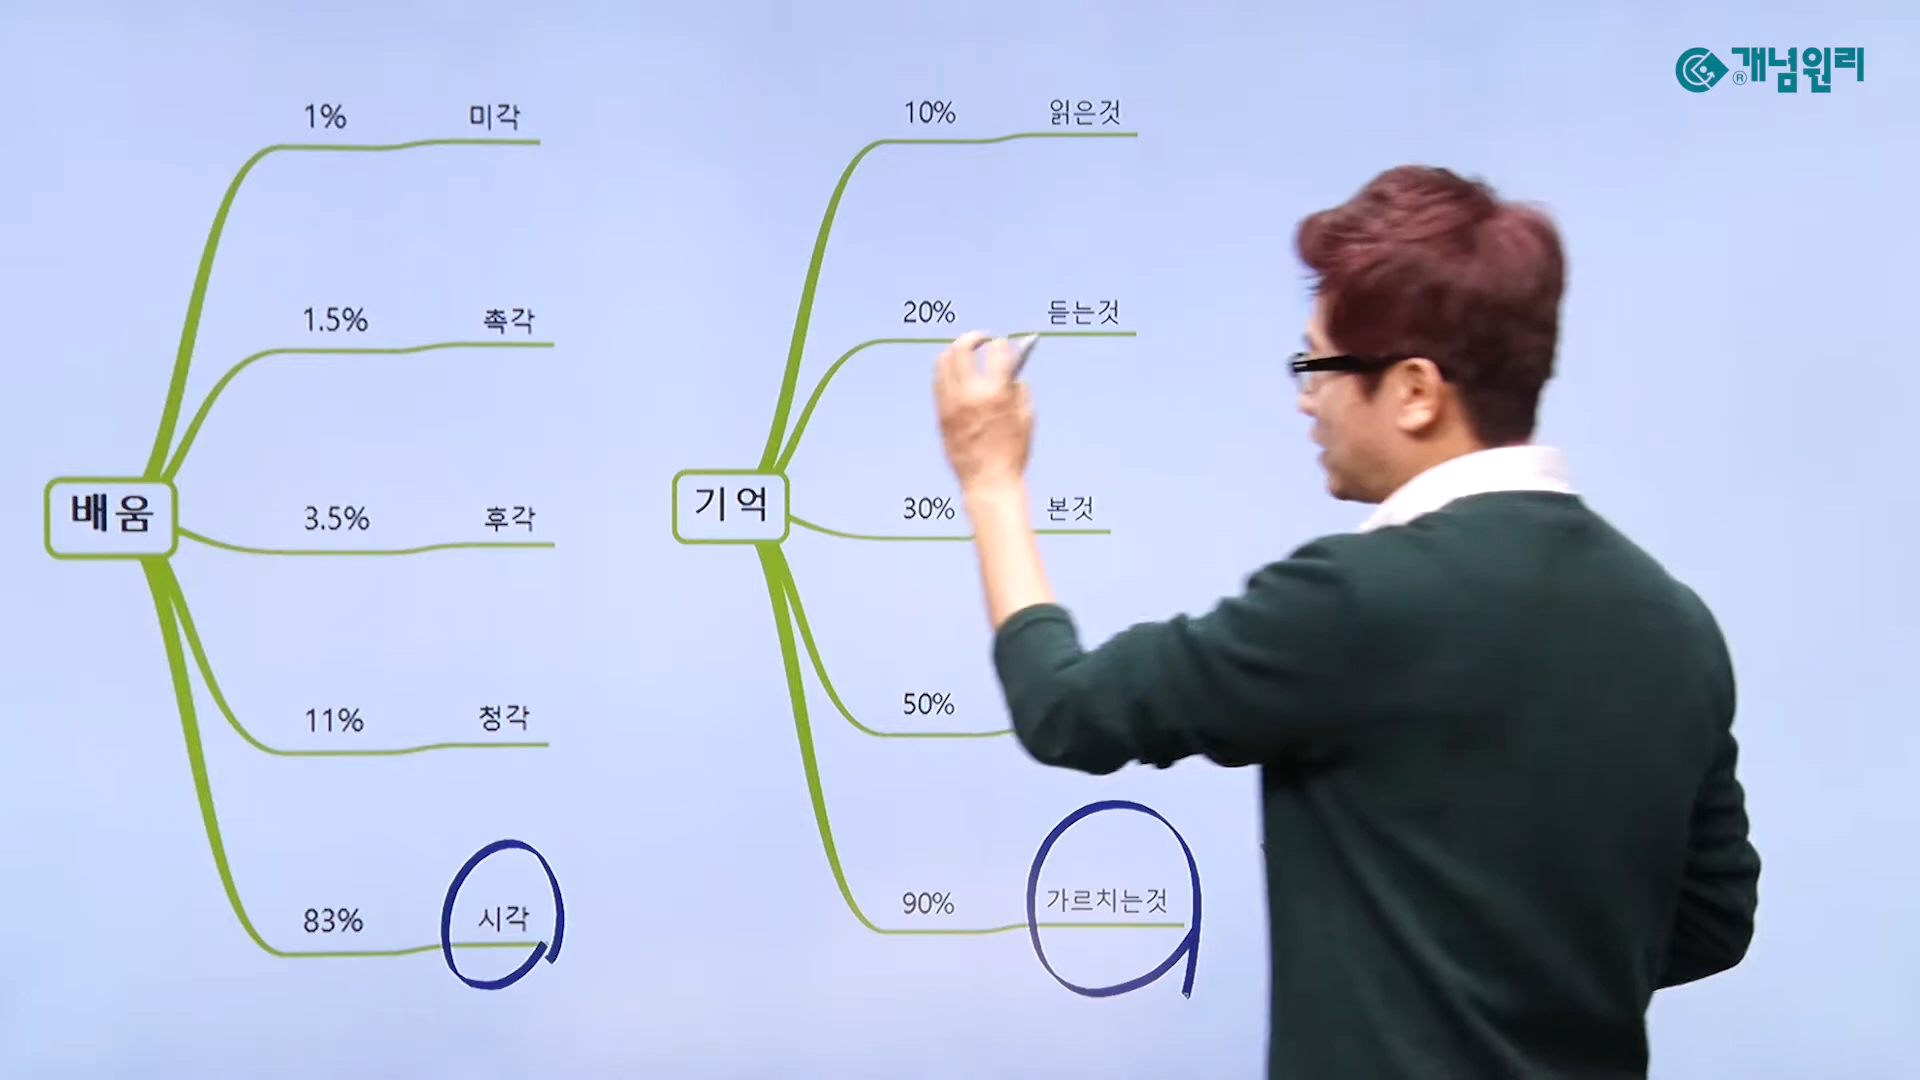 개념원리
®
배움
1% 미각
1.5% 촉각
3.5% 후각
11% 청각
83% 시각
기억
10% 읽은것
20% 듣는것
30% 본것
50%
90% 가르치는것